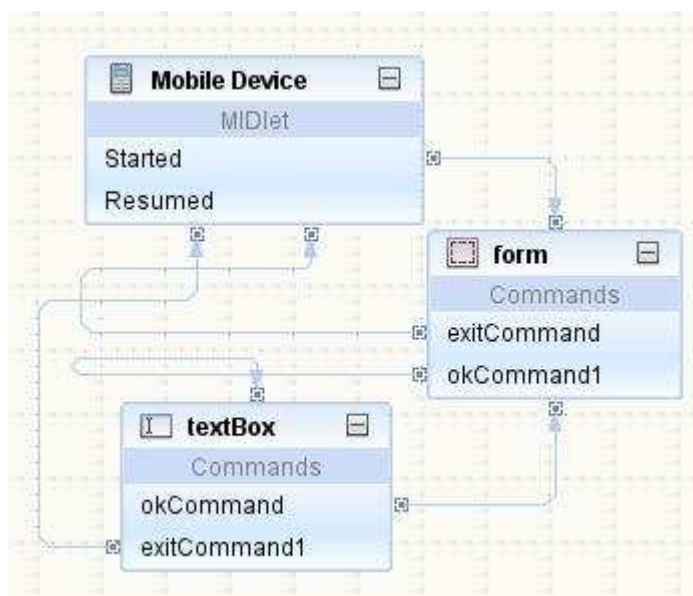 Mobile Device
MIDlet
Started
Resumed
form
Commands
exitCommand
okCommand1
textBox
Commands
okCommand
exitCommand1